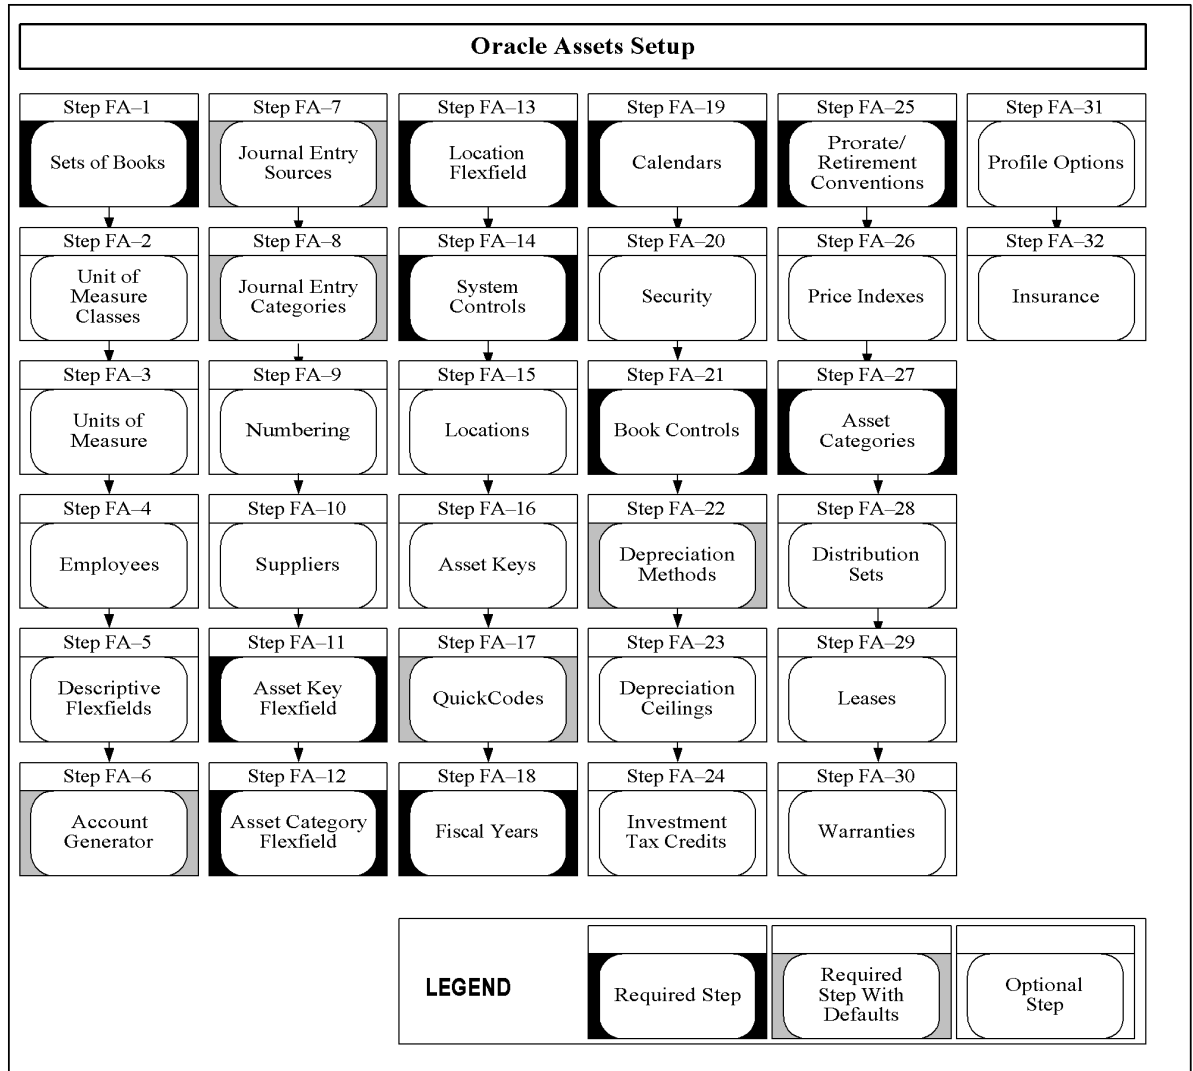 Oracle Assets Setup
Step FA–1
Sets of Books
Step FA–2
Unit of
Measure
Classes
Step FA–3
Units of
Measure
Step FA–4
Employees
Step FA–5
Descriptive
Flexfields
Step FA–6
Account
Generator
Step FA–7
Journal Entry
Sources
Step FA–8
Journal Entry
Categories
Step FA–9
Numbering
Step FA–10
Suppliers
Step FA–11
Asset Key
Flexfield
Step FA–12
Asset Category
Flexfield
Step FA–13
Location
Flexfield
Step FA–14
System
Controls
Step FA–15
Locations
Step FA–16
Asset Keys
Step FA–17
QuickCodes
Step FA–18
Fiscal Years
Step FA–19
Calendars
Step FA–20
Security
Step FA–21
Book Controls
Step FA–22
Depreciation
Methods
Step FA–23
Depreciation
Ceilings
Step FA–24
Investment
Tax Credits
Step FA–25
Prorate/
Retirement
Conventions
Step FA–26
Price Indexes
Step FA–27
Asset
Categories
Step FA–28
Distribution
Sets
Step FA–29
Leases
Step FA–30
Warranties
Step FA–31
Profile Options
Step FA–32
Insurance
LEGEND
Required Step
Required
Step With
Defaults
Optional
Step